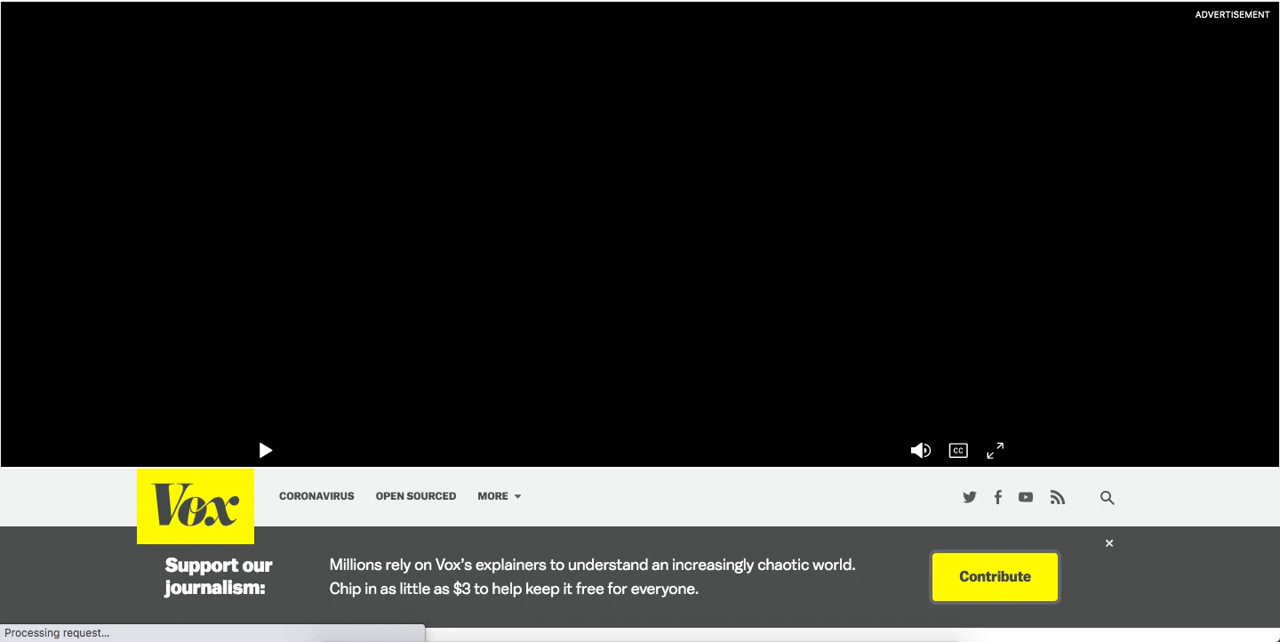 ADVERTISEMENT
CC
Vox
CORONAVIRUS OPEN SOURCED MORE
Support our
journalism:
Millions rely on Vox's explainers to understand an increasingly chaotic world.
Chip in as little as $3 to help keep it free for everyone.
Contribute
Processing request...